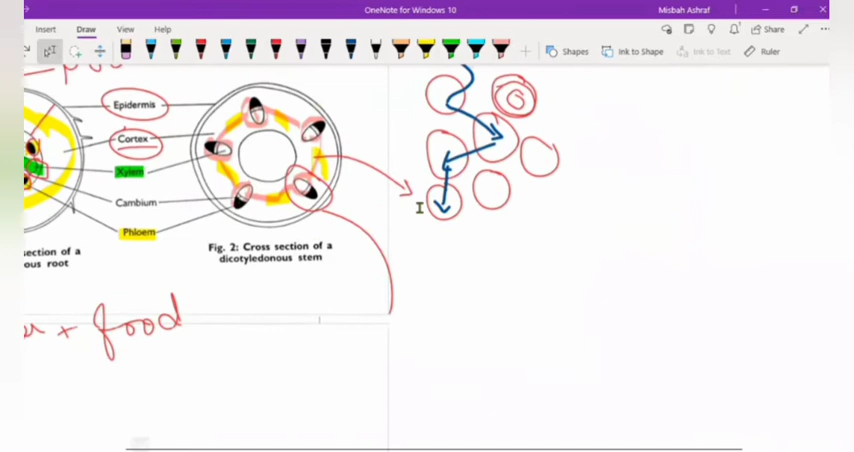 OneNote for Windows 10
Misbah Ashraf
Insert Draw View Help
Share
Shapes Ink to Shape Ink to Text Ruler
Epidermis
Cortex
Xylem
Cambium
Phloem
section of a
ous root
Fig. 2: Cross section of a
dicotyledonous stem
+ food